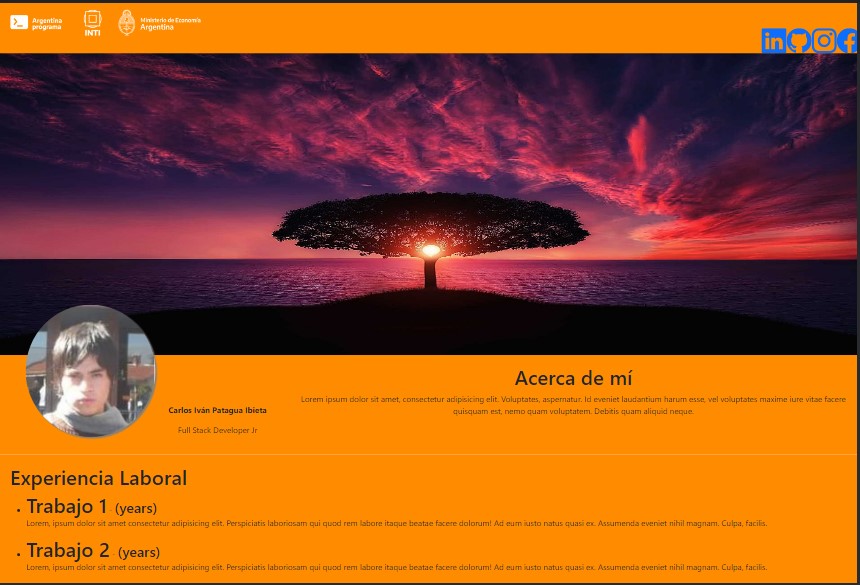 Argentina
programa
INTI
Ministerio de Economía
Argentina
in
Acerca de mí
Lorem ipsum dolor sit amet, consectetur adipisicing elit. Voluptates, aspernatur. Id eveniet laudantium harum esse, vel voluptates maxime iure vitae facere
quisquam est, nemo quam voluptatem. Debitis quam aliquid neque.
Carlos Iván Patagua Ibieta
Full Stack Developer Jr
Experiencia Laboral
Trabajo 1 (years)
Lorem, ipsum dolor sit amet consectetur adipisicing elit. Perspiciatis laboriosam qui quod rem labore itaque beatae facere dolorum! Ad eum iusto natus quasi ex. Assumenda eveniet nihil magnam. Culpa, facilis.
Trabajo 2 (years)
Lorem, ipsum dolor sit amet consectetur adipisicing elit. Perspiciatis laboriosam qui quod rem labore itaque beatae facere dolorum! Ad eum iusto natus quasi ex. Assumenda eveniet nihil magnam. Culpa, facilis.